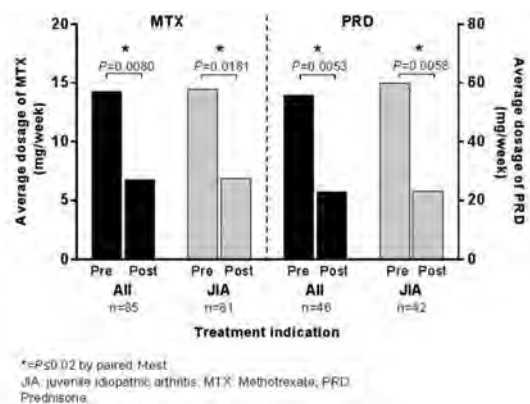 MTX PRD
20 80
* * * *
P=0.0080 P=0.0161 P=0.0053 P=0.0058
15 60
10 40
5 20
0 0
Average dosage of MTX
(mg/week)
Average dosage of PRD
(mg/week)
Pre Post Pre Post Pre Post Pre Post
All JIA All JIA
n=85 n=81 n=46 n=42
Treatment indication
*=P≤0.02 by paired t-test
JIA: juvenile idiopathic arthritis; MTX: Methotrexate; PRD:
Prednisone.